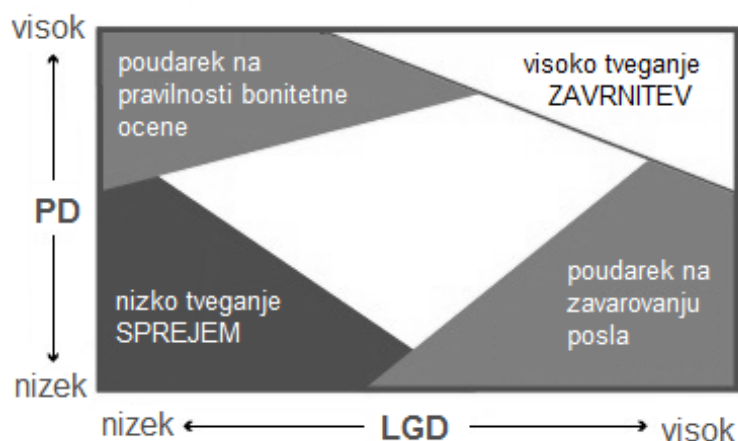 visok
poudarek na
pravilnosti bonitetne
ocene
visoko tveganje
ZAVRNITEV
PD
nizko tveganje
SPREJEM
poudarek na
zavarovanju
posla
nizek
nizek
LGD
visok